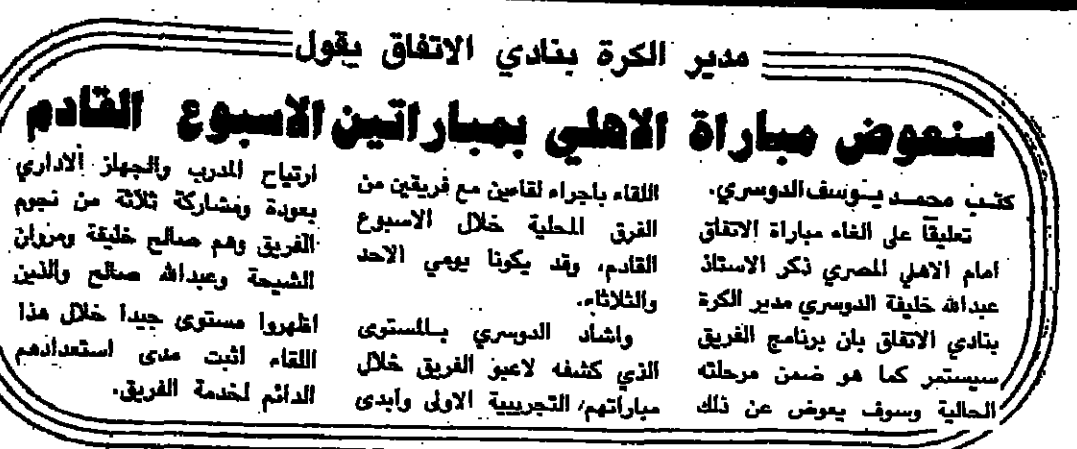 مدير الكرة بنادي الاتفاق يقول
سنعوض مباراة الاهلي بمباراتين الاسبوع القادم
كتب محمد يوسف الدوسري.
تعليقاً على الغاء مباراة الاتفاق
امام الاهلي المصري ذكر الاستاذ
عبدالله خليفة الدوسري مدير الكرة
بنادي الاتفاق بان برنامج الفريق
سيستمر كما هو ضمن مرحلته
الحالية وسوف يعوض عن ذلك
اللقاء باجراء لقاءين مع فريقين من
الفرق المحلية خلال الاسبوع
القادم، وقد يكونا يومي الاحد
والثلاثاء.
واشاد الدوسري بالمستوى
الذي كشفه لاعبو الفريق خلال
مباراتهم التجريبية الاولى وابدى
ارتياح المدرب والجهاز الاداري
بعودة ومشاركة ثلاثة من نجوم
الفريق وهم صالح خليفة ومروان
الشيحة وعبدالله صالح والذين
اظهروا مستوى جيدا خلال هذا
اللقاء اثبت مدى استعدادهم
الدائم لخدمة الفريق.